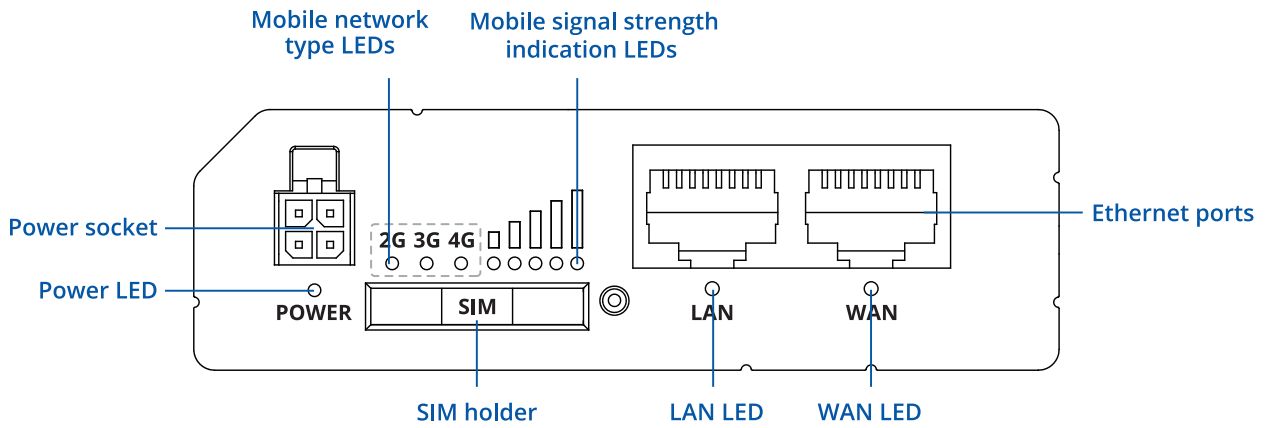 Mobile network
type LEDs
Mobile signal strength
indication LEDs
Power socket
2G 3G 4G
Ethernet ports
Power LED
POWER
SIM
LAN
WAN
SIM holder
LAN LED
WAN LED